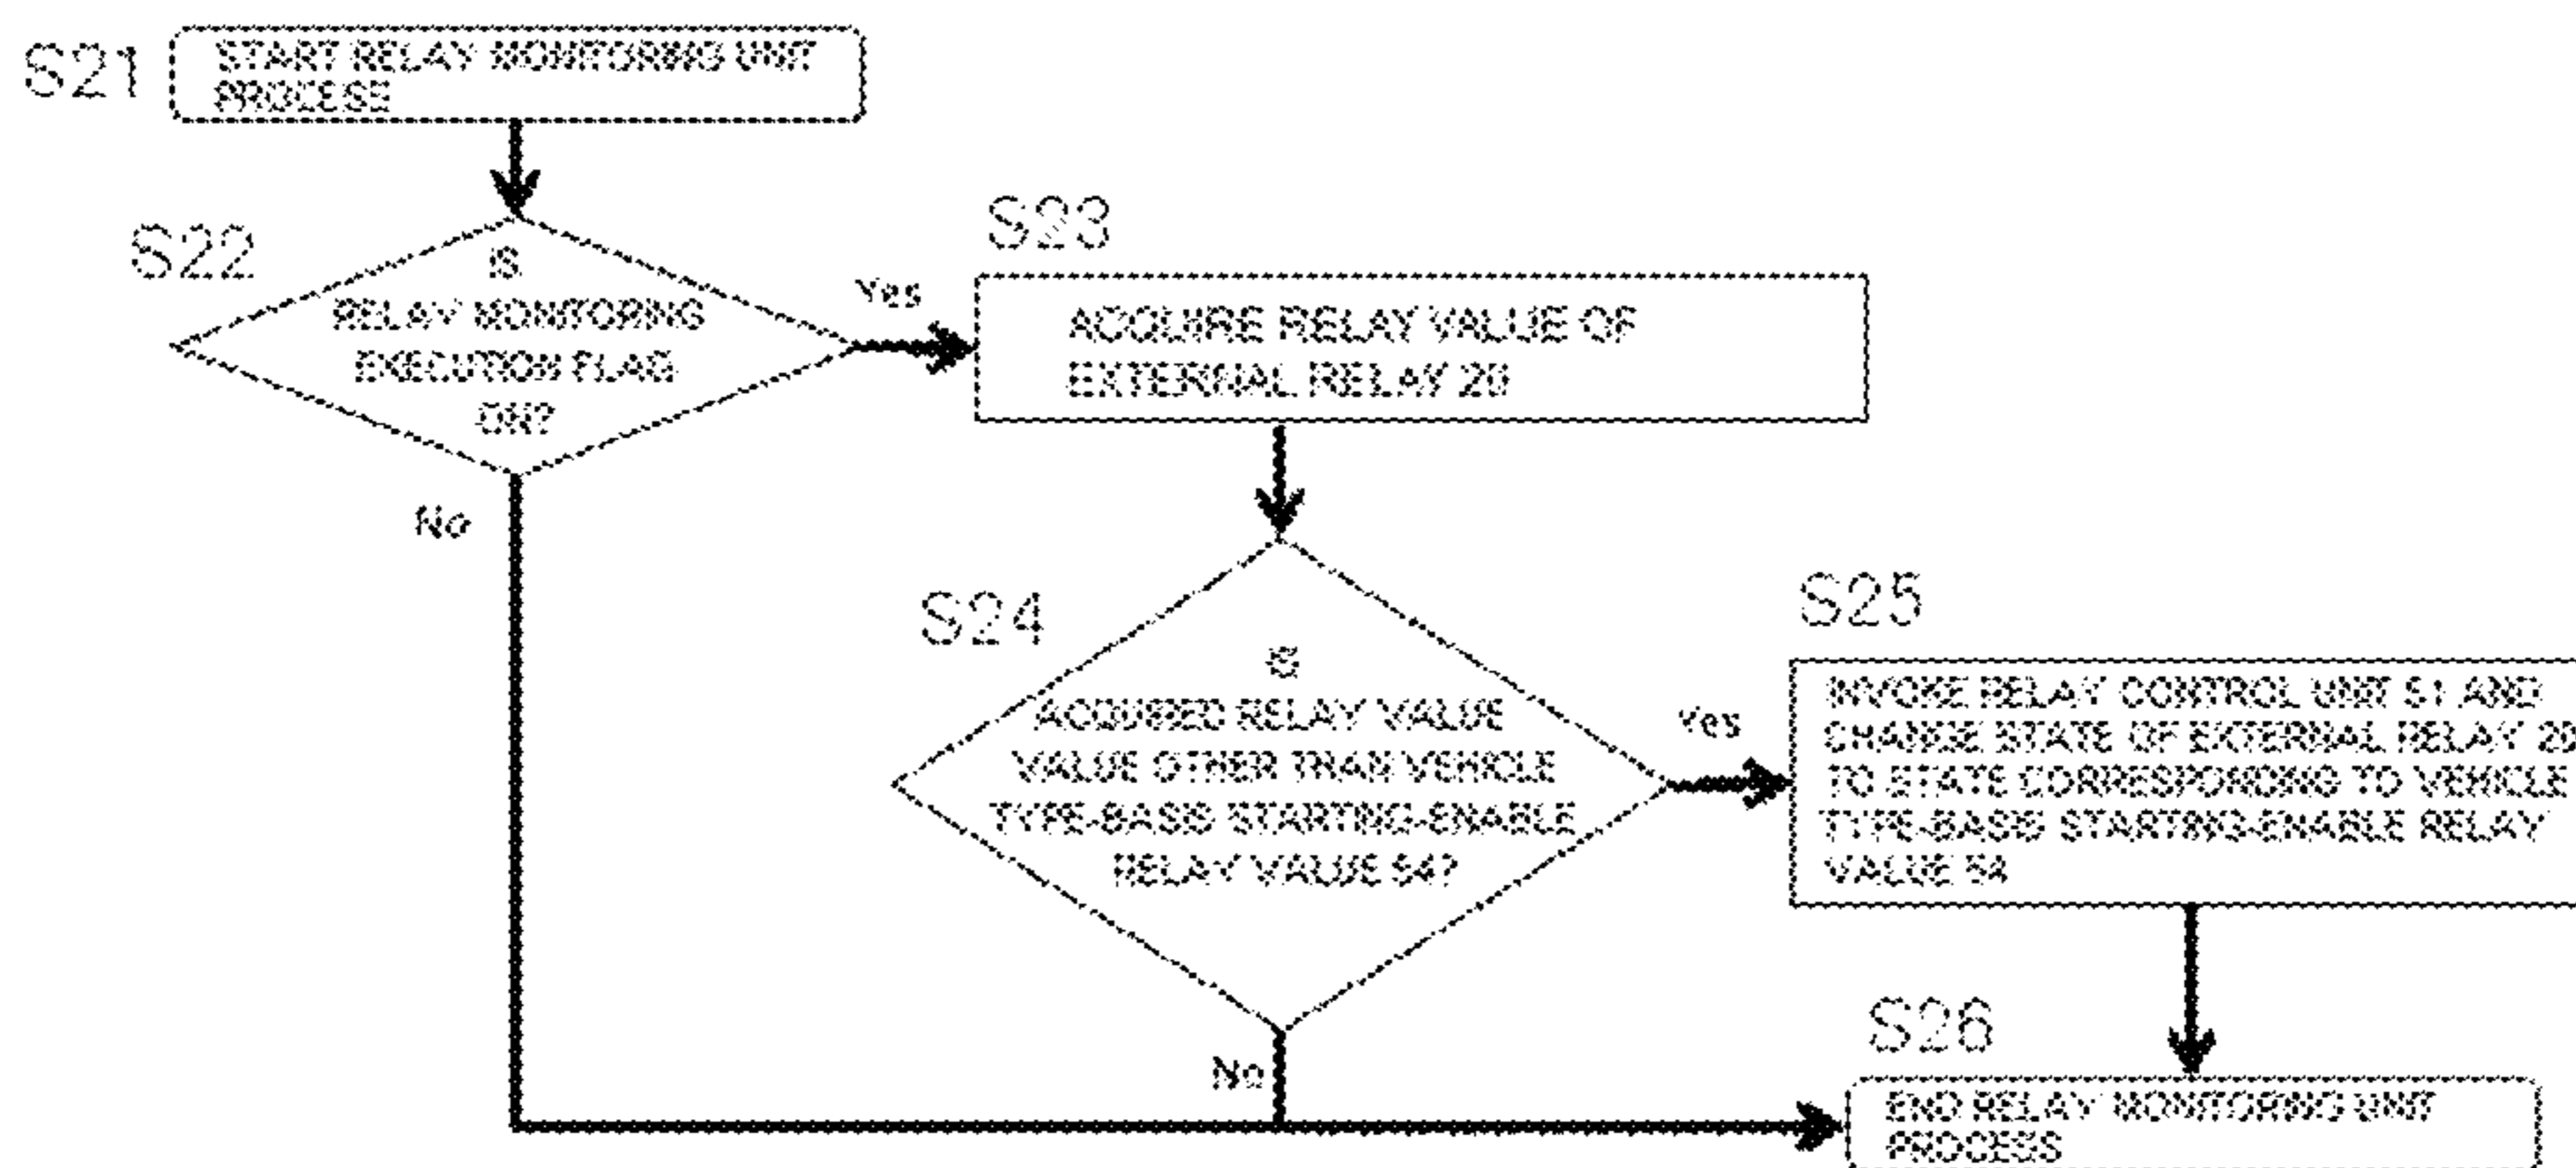 S21
START RELAY MONITORING UNIT
PROCESS
S22
IS
RELAY MONITORING
EXECUTION FLAG
ON?
Yes
No
S23
ACQUIRE RELAY VALUE OF
EXTERNAL RELAY 20
S24
IS
ACQUIRED RELAY VALUE
VALUE OTHER THAN VEHICLE
TYPE-BASIS STARTING-ENABLE
RELAY VALUE 54?
Yes
No
S25
INVOKE RELAY CONTROL UNIT 51 AND
CHANGE STATE OF EXTERNAL RELAY 20
TO STATE CORRESPONDING TO VEHICLE
TYPE-BASIS STARTING-ENABLE RELAY
VALUE 54
S26
END RELAY MONITORING UNIT
PROCESS